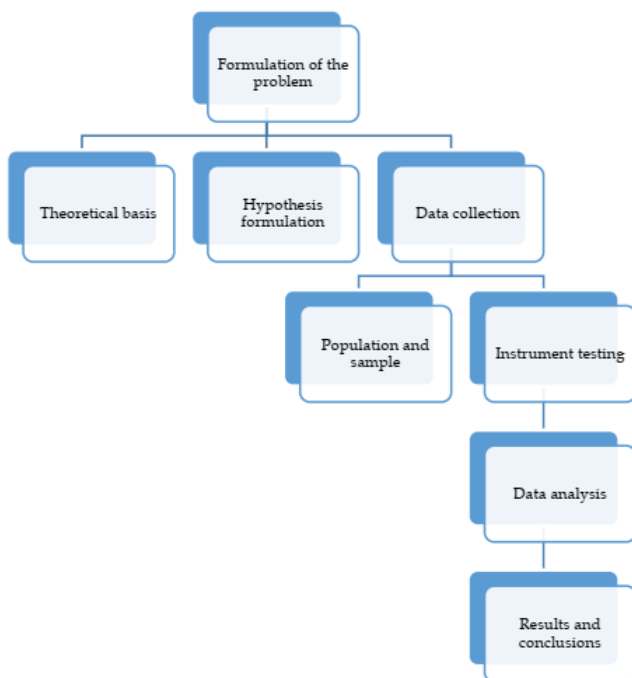 Formulation of the
problem
Theoretical basis
Hypothesis
formulation
Data collection
Population and
sample
Instrument testing
Data analysis
Results and
conclusions